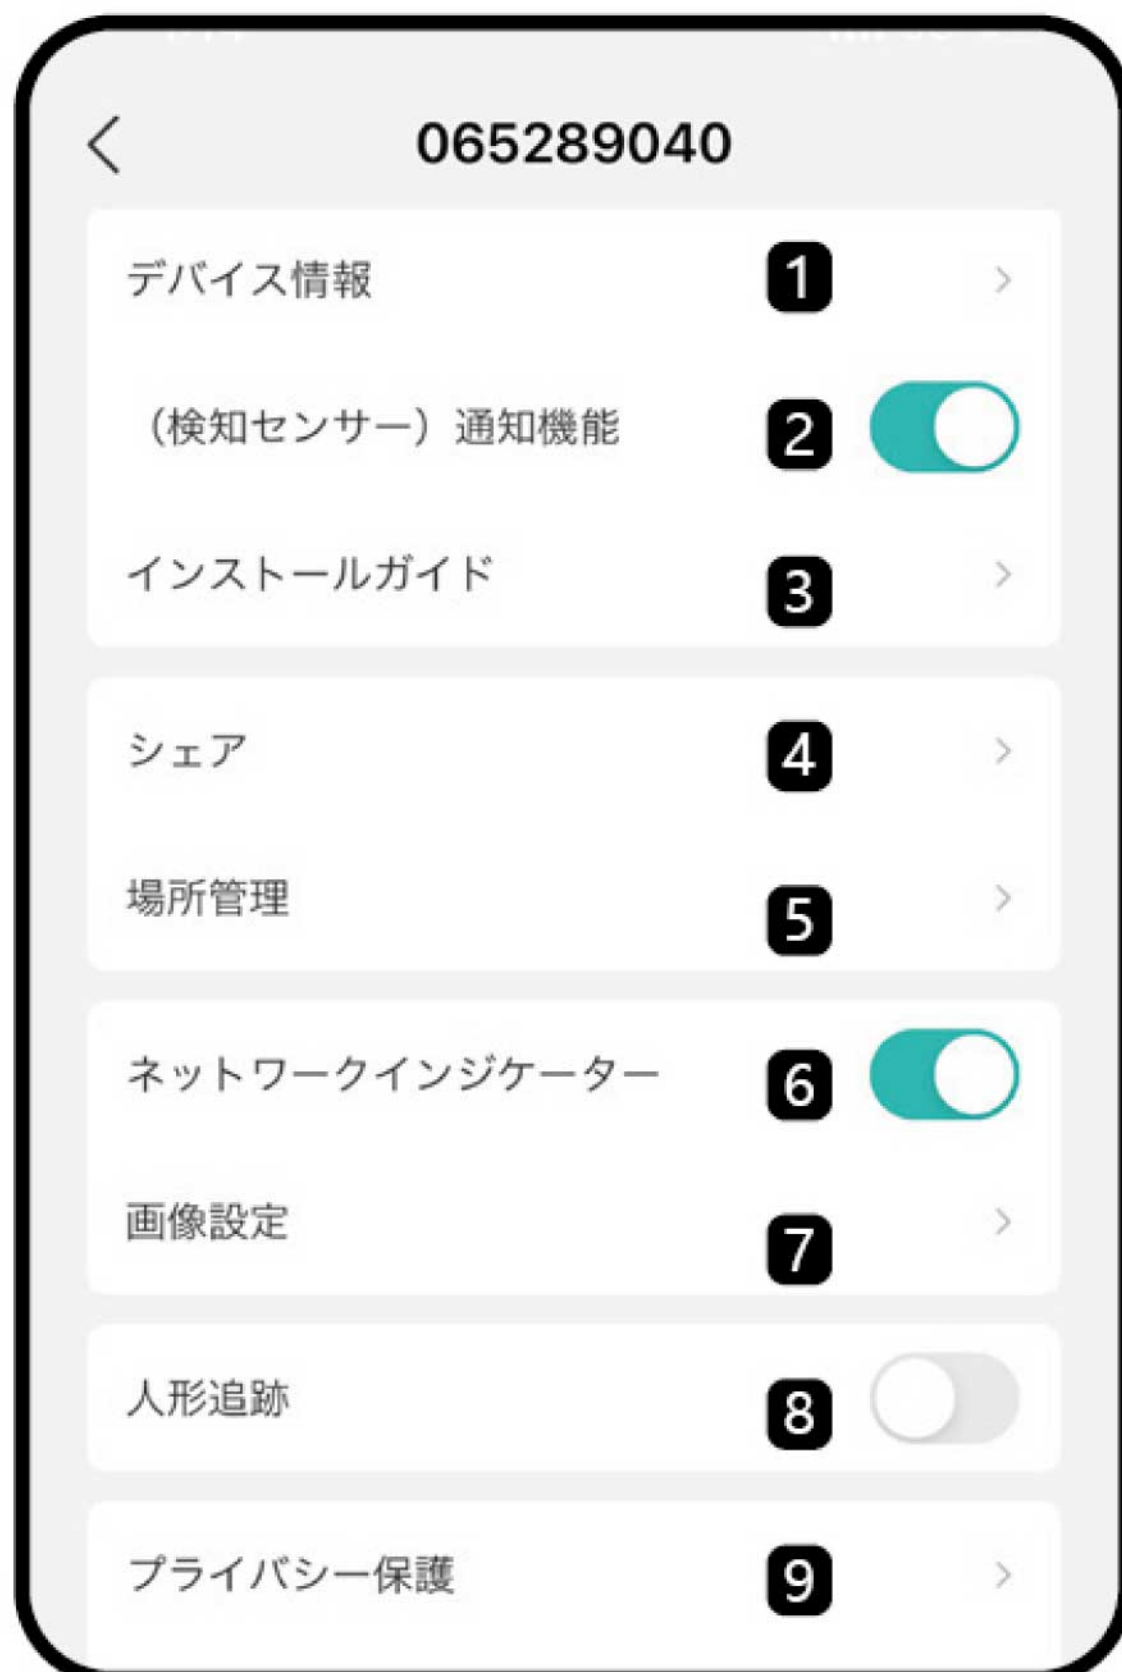 065289040
デバイス情報 1
（検知センサー）通知機能 2
インストールガイド 3
シェア 4
場所管理 5
ネットワークインジケーター 6
画像設定 7
人形追跡 8
プライバシー保護 9